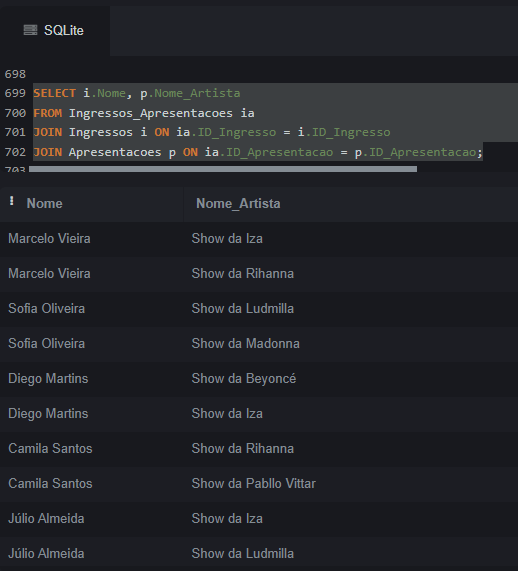 SQLite
698
699 SELECT i.Nome, p.Nome_Artista
700 FROM Ingressos_Apresentacoes ia
701 JOIN Ingressos i ON ia.ID_Ingresso = i.ID_Ingresso
702 JOIN Apresentacoes p ON ia.ID_Apresentacao = p.ID_Apresentacao;
703
Nome Nome_Artista
Marcelo Vieira Show da Iza
Marcelo Vieira Show da Rihanna
Sofia Oliveira Show da Ludmilla
Sofia Oliveira Show da Madonna
Diego Martins Show da Beyoncé
Diego Martins Show da Iza
Camila Santos Show da Rihanna
Camila Santos Show da Pabllo Vittar
Júlio Almeida Show da Iza
Júlio Almeida Show da Ludmilla